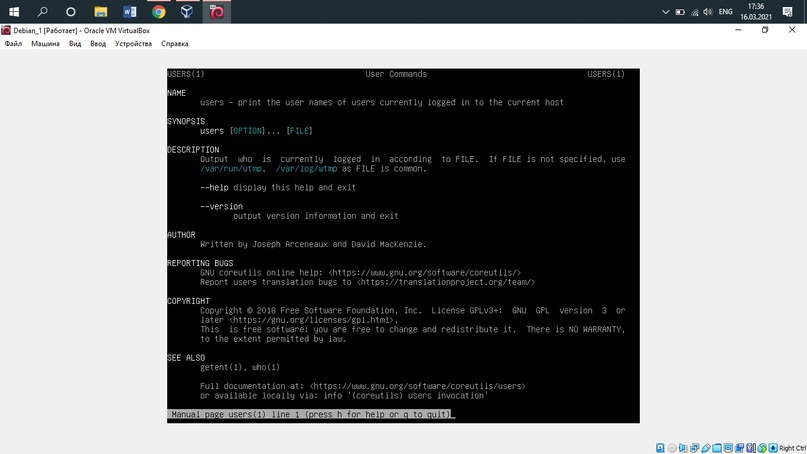 17:36
ENG
16.03.2021
Debian_1 [Работает] - Oracle VM VirtualBox
Файл Машина Вид Ввод Устройства Справка
USERS(1) User Commands USERS(1)
NAME
users - print the user names of users currently logged in to the current host
SYNOPSIS
users [OPTION]... [FILE]
DESCRIPTION
Output who is currently logged in according to FILE. If FILE is not specified, use
/var/run/utmp. /var/log/wtmp as FILE is common.
--help display this help and exit
--version
output version information and exit
AUTHOR
Written by Joseph Arceneaux and David MacKenzie.
REPORTING BUGS
GNU coreutils online help: <https://www.gnu.org/software/coreutils/>
Report users translation bugs to <https://translationproject.org/team/>
COPYRIGHT
Copyright © 2018 Free Software Foundation, Inc. License GPLv3+: GNU GPL version 3 or
later <https://gnu.org/licenses/gpl.html>.
This is free software: you are free to change and redistribute it. There is NO WARRANTY,
to the extent permitted by law.
SEE ALSO
getent(1), who(1)
Full documentation at: <https://www.gnu.org/software/coreutils/users>
or available locally via: info '(coreutils) users invocation'
Manual page users(1) line 1 (press h for help or q to quit)
Right Ctrl